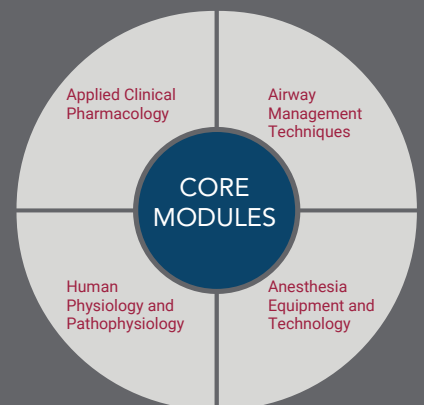 Applied Clinical
Pharmacology
Airway
Management
Techniques
CORE
MODULES
Human
Physiology and
Pathophysiology
Anesthesia
Equipment and
Technology